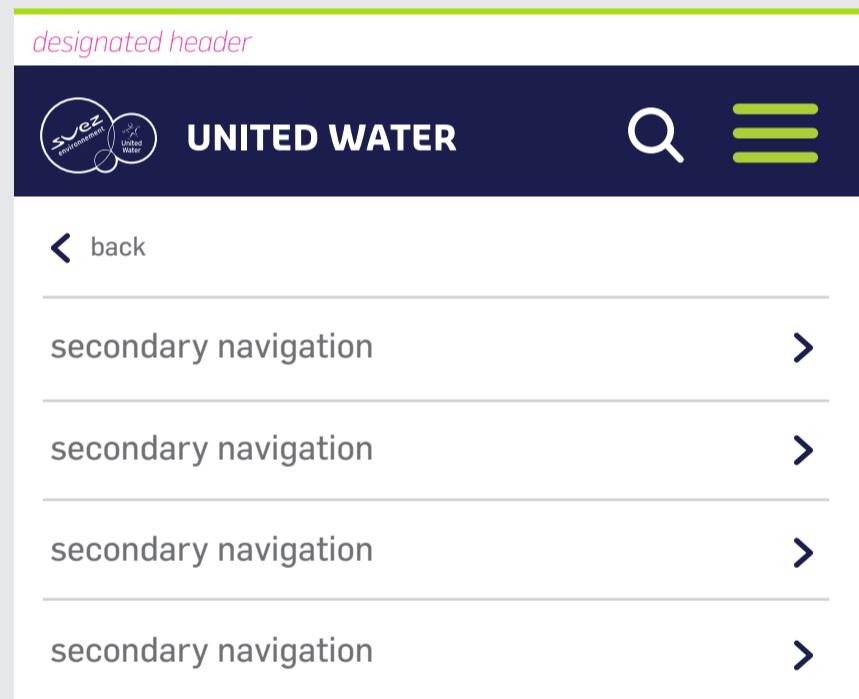 designated header
suez
environnement
United
Water
UNITED WATER
back
secondary navigation
secondary navigation
secondary navigation
secondary navigation